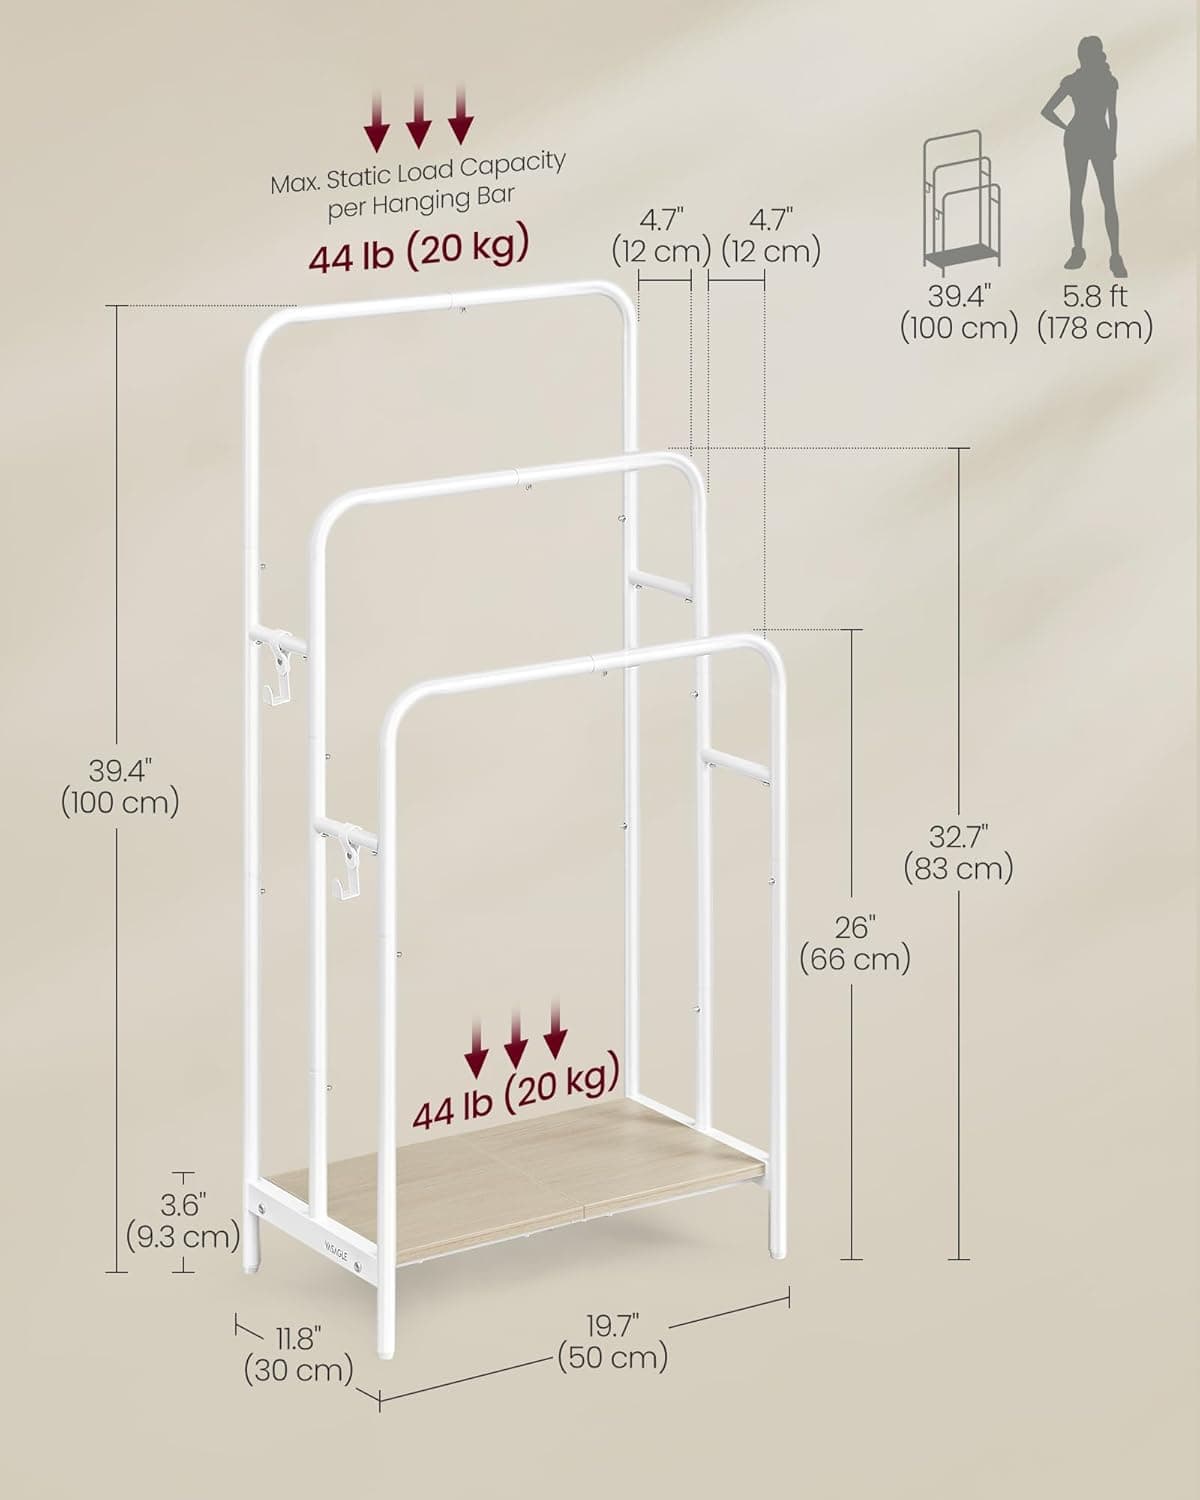 Max. Static Load Capacity
per Hanging Bar
44 lb (20 kg)
4.7"
(12 cm)
4.7"
(12 cm)
39.4"
(100 cm)
5.8 ft
(178 cm)
39.4"
(100 cm)
32.7"
(83 cm)
26"
(66 cm)
44 lb (20 kg)
3.6"
(9.3 cm)
VASAGLE
11.8"
(30 cm)
19.7"
(50 cm)